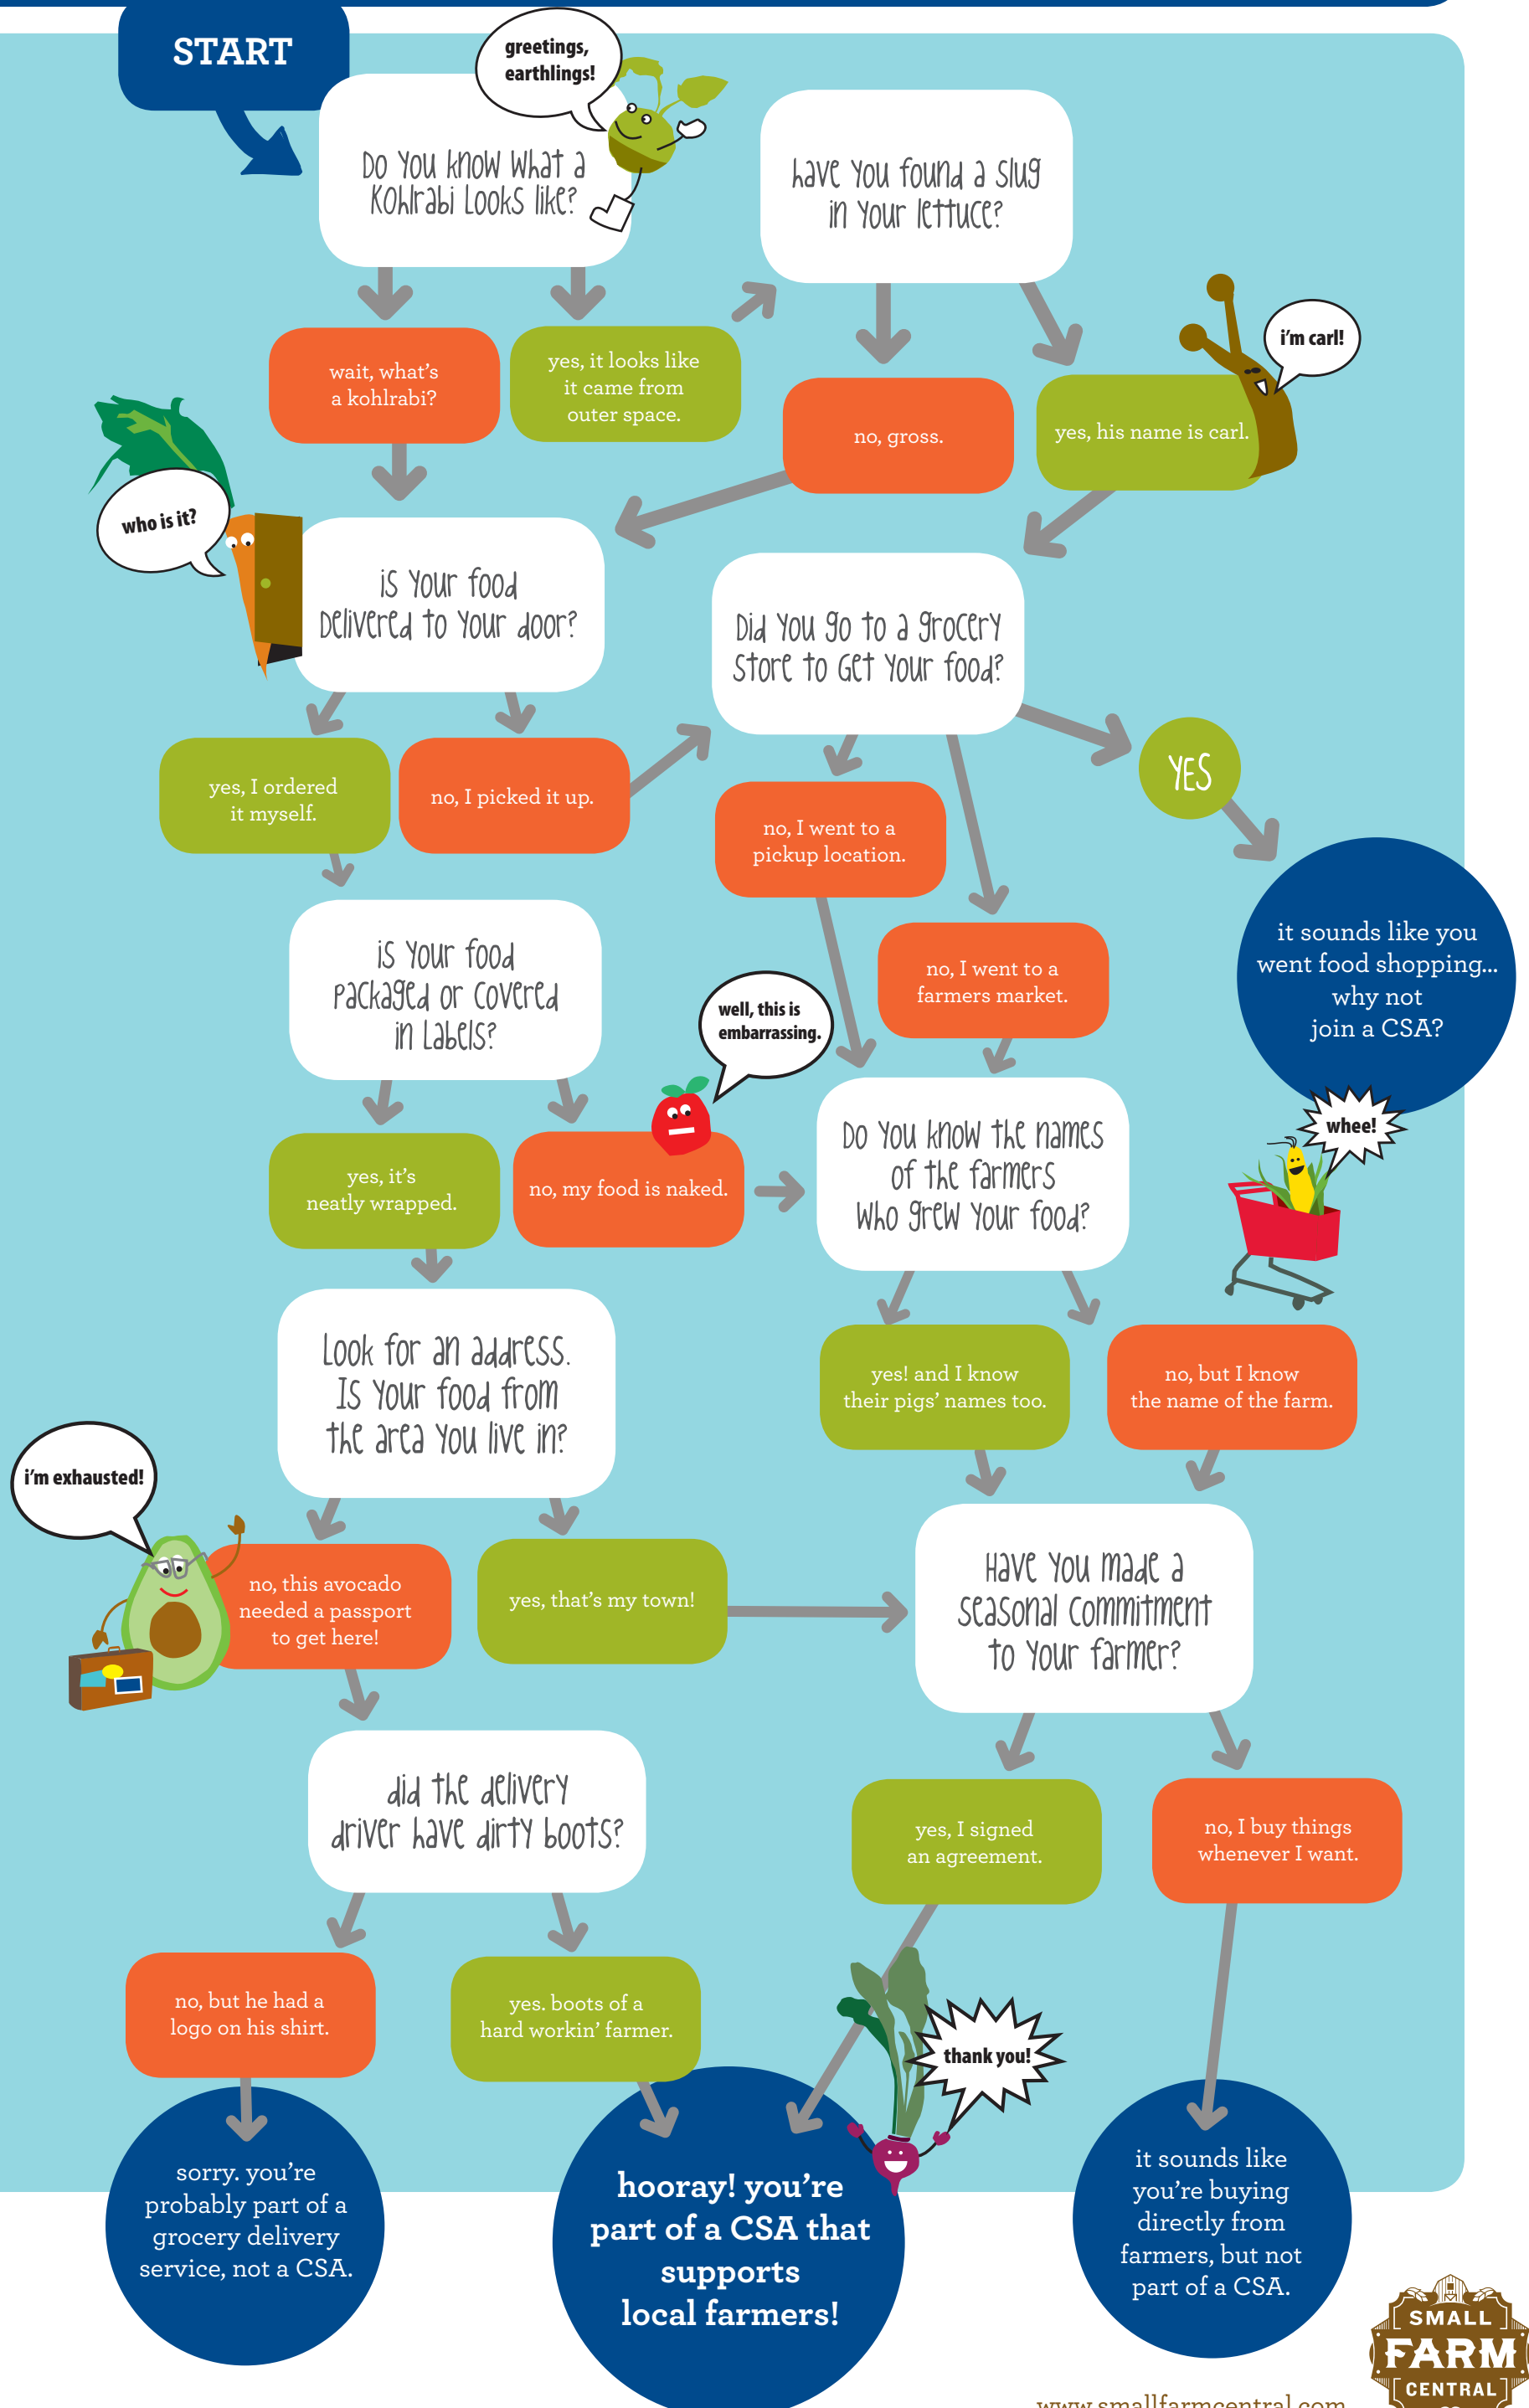 START
greetings,
earthlings!
Do you know what a
Kohlrabi Looks like?
have you found a slug
in your lettuce?
wait, what's
a kohlrabi?
yes, it looks like
it came from
outer space.
no, gross.
yes, his name is carl.
i'm carl!
who is it?
is your food
Delivered to your door?
Did you go to a grocery
Store to Get your food?
yes, I ordered
it myself.
no, I picked it up.
no, I went to a
pickup location.
YES
no, I went to a
farmers market.
it sounds like you
went food shopping...
why not
join a CSA?
is your food
packaged or covered
in Labels?
well, this is
embarrassing.
whee!
yes, it's
neatly wrapped.
no, my food is naked.
Do you know the names
of the farmers
Who grew your food?
Look for an address.
Is your food from
the area you live in?
yes! and I know
their pigs' names too.
no, but I know
the name of the farm.
i'm exhausted!
no, this avocado
needed a passport
to get here!
yes, that's my town!
Have you made a
seasonal commitment
to your farmer?
did the delivery
driver have dirty boots?
yes, I signed
an agreement.
no, I buy things
whenever I want.
no, but he had a
logo on his shirt.
yes. boots of a
hard workin' farmer.
thank you!
sorry. you're
probably part of a
grocery delivery
service, not a CSA.
hooray! you're
part of a CSA that
supports
local farmers!
it sounds like
you're buying
directly from
farmers, but not
part of a CSA.
SMALL
FARM
CENTRAL
www.smallfarmcentral.com